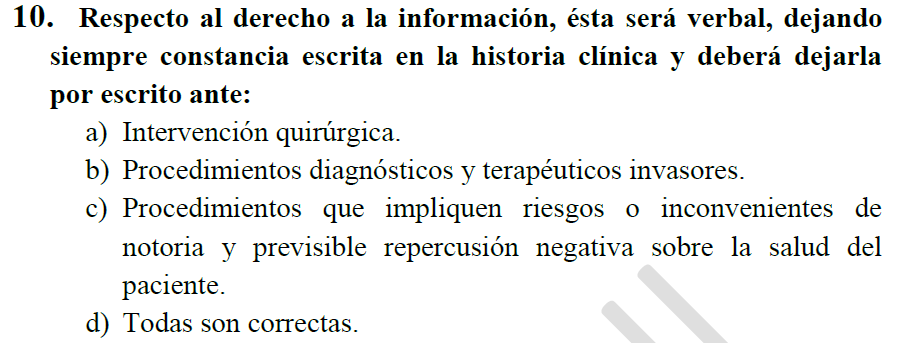 10. Respecto al derecho a la información, ésta será verbal, dejando
siempre constancia escrita en la historia clínica y deberá dejarla
por escrito ante:
a) Intervención quirúrgica.
b) Procedimientos diagnósticos y terapéuticos invasores.
c) Procedimientos que impliquen riesgos o inconvenientes de
notoria y previsible repercusión negativa sobre la salud del
paciente.
d) Todas son correctas.